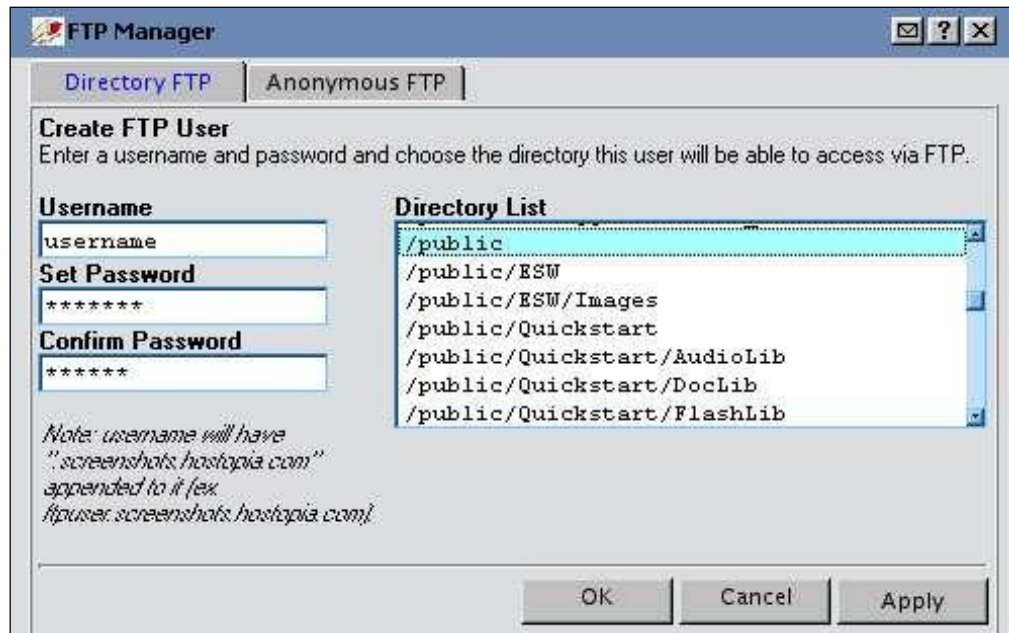 FTP Manager
?
Directory FTP
Anonymous FTP
Create FTP User
Enter a username and password and choose the directory this user will be able to access via FTP.
Username
username
Set Password
*******
Confirm Password
******
Note: username will have
".screenshots.hostopia.com"
appended to it (ex.
ftpuser.screenshots.hostopia.com).
Directory List
/public
/public/ESW
/public/ESW/Images
/public/Quickstart
/public/Quickstart/AudioLib
/public/Quickstart/DocLib
/public/Quickstart/FlashLib
OK
Cancel
Apply